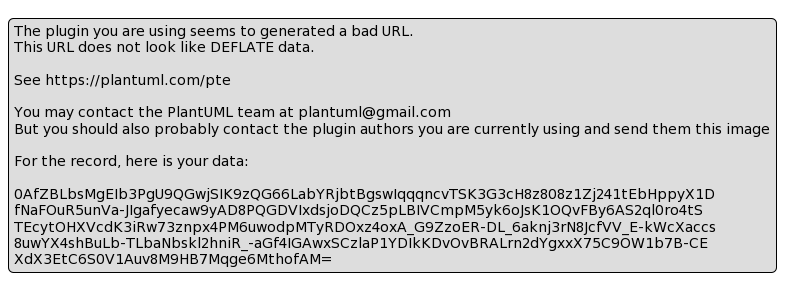 The plugin you are using seems to generated a bad URL.
This URL does not look like DEFLATE data.
See https://plantuml.com/pte
You may contact the PlantUML team at plantuml@gmail.com
But you should also probably contact the plugin authors you are currently using and send them this image
For the record, here is your data:
0AfZBLbsMgEIb3PgU9QGwjSIK9zQG66LabYRjbtBgswIqqqncvTSK3G3cH8z808z1Zj241tEbHppyX1D
fNaFOuR5unVa-JIgafyecaw9yAD8PQGDVIxdsjoDQCz5pLBIVCmpM5yk6oJsK1OQvFBy6AS2ql0ro4tS
TEcytOHXVcdK3iRw73znpx4PM6uwodpMTyRDOxz4oxA_G9ZzoER-DL_6aknj3rN8JcfVV_E-kWcXaccs
8uwYX4shBuLb-TLbaNbskl2hniR_-aGf4IGAwxSCzlaP1YDIkKDvOvBRALrn2dYgxxX75C9OW1b7B-CE
XdX3EtC6S0V1Auv8M9HB7Mqge6MthofAM=